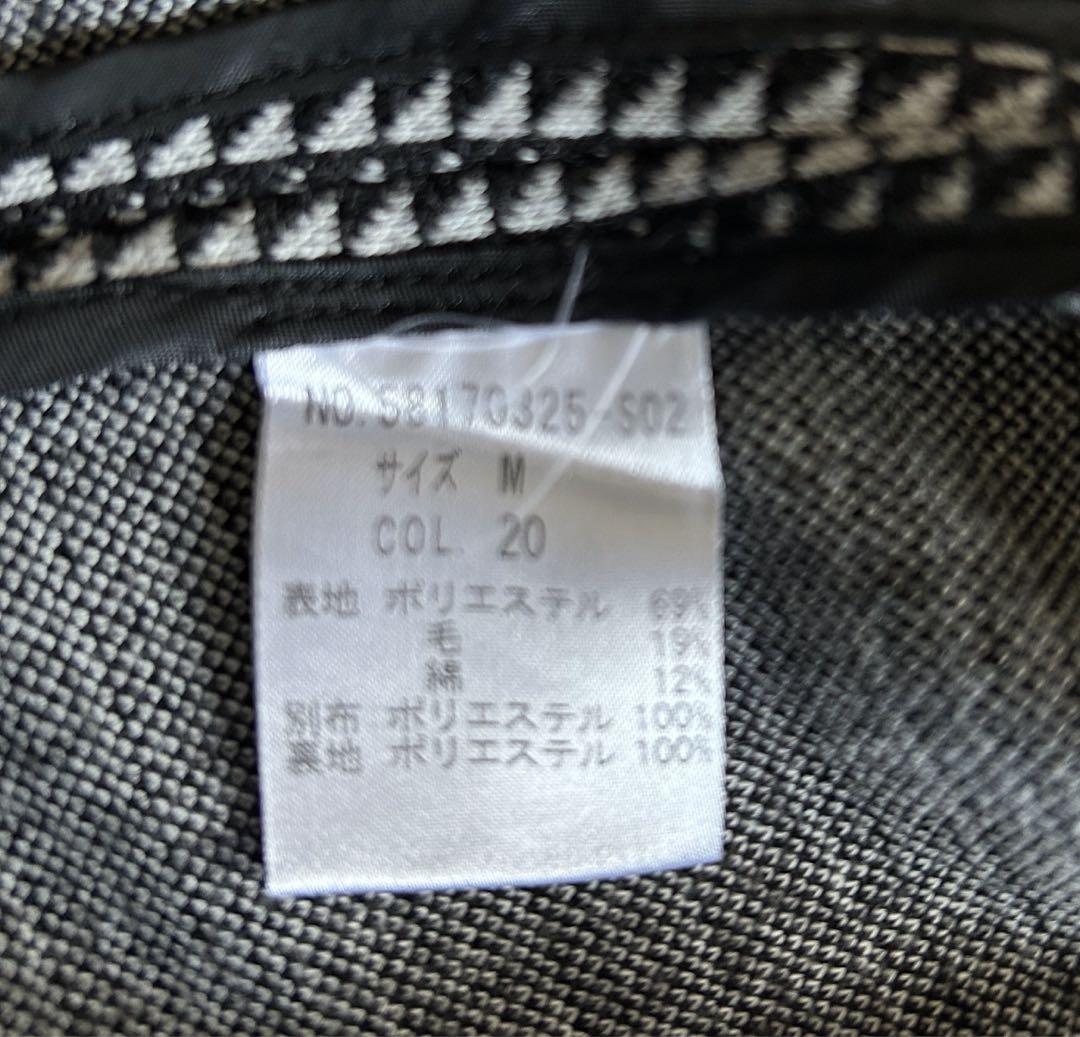 NO. 58170325-S02
サイズ M
COL. 20
表地 ポリエステル 69%
毛 19%
綿 12%
別布 ポリエステル 100%
裏地 ポリエステル 100%